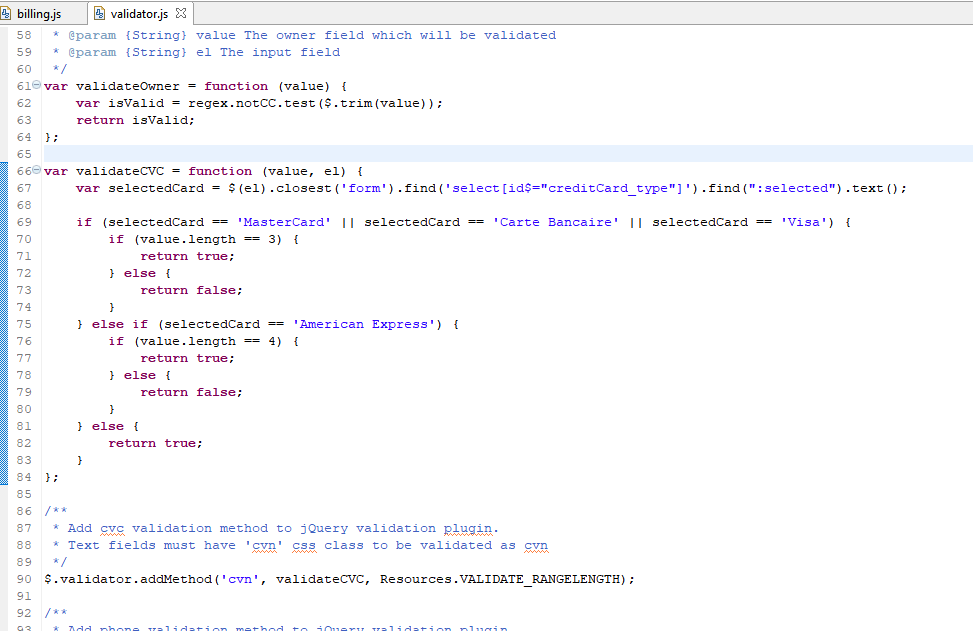 billing.js validator.js
58 * @param {String} value The owner field which will be validated
59 * @param {String} el The input field
60 */
61 var validateOwner = function (value) {
62 var isValid = regex.notCC.test($.trim(value));
63 return isValid;
64 };
65
66 var validateCVC = function (value, el) {
67 var selectedCard = $(el).closest('form').find('select[id$="creditCard_type"]').find(":selected").text();
68
69 if (selectedCard == 'MasterCard' || selectedCard == 'Carte Bancaire' || selectedCard == 'Visa') {
70 if (value.length == 3) {
71 return true;
72 } else {
73 return false;
74 }
75 } else if (selectedCard == 'American Express') {
76 if (value.length == 4) {
77 return true;
78 } else {
79 return false;
80 }
81 } else {
82 return true;
83 }
84 };
85
86 /**
87 * Add cvc validation method to jQuery validation plugin.
88 * Text fields must have 'cvn' css class to be validated as cvn
89 */
90 $.validator.addMethod('cvn', validateCVC, Resources.VALIDATE_RANGELENGTH);
91
92 /**
93 * Add phone validation method to jQuery validation plugin